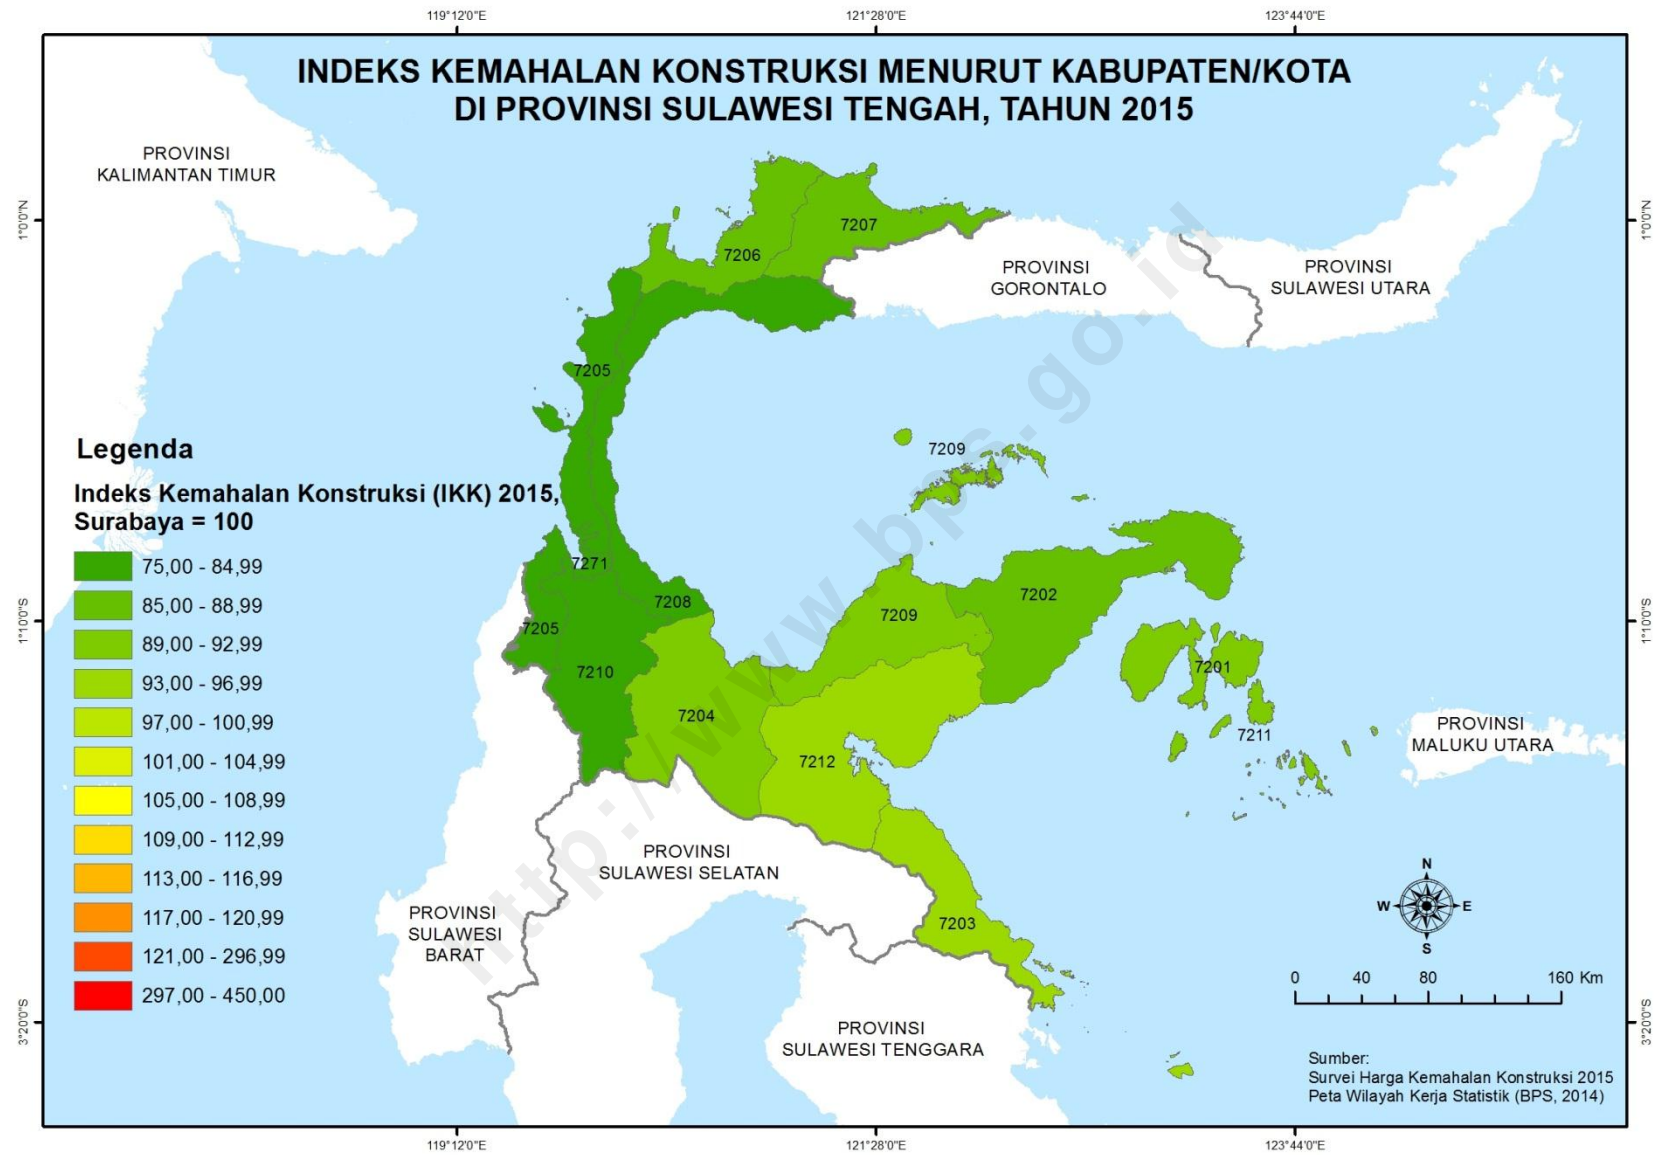 119°12'0"E
121°28'0"E
123°44'0"E
INDEKS KEMAHALAN KONSTRUKSI MENURUT KABUPATEN/KOTA
DI PROVINSI SULAWESI TENGAH, TAHUN 2015
PROVINSI
KALIMANTAN TIMUR
1°0'0"N
1°0'0"N
7207
7206
PROVINSI
GORONTALO
PROVINSI
SULAWESI UTARA
7205
7209
Legenda
Indeks Kemahalan Konstruksi (IKK) 2015,
Surabaya = 100
75,00 - 84,99
85,00 - 88,99
89,00 - 92,99
93,00 - 96,99
97,00 - 100,99
101,00 - 104,99
105,00 - 108,99
109,00 - 112,99
113,00 - 116,99
117,00 - 120,99
121,00 - 296,99
297,00 - 450,00
7271
7208
7202
7209
7205
1°10'0"S
1°10'0"S
7210
7201
7204
7211
7212
PROVINSI
MALUKU UTARA
PROVINSI
SULAWESI SELATAN
PROVINSI
SULAWESI
BARAT
7203
N
W
E
S
0 40 80 160 Km
3°20'0"S
3°20'0"S
PROVINSI
SULAWESI TENGGARA
Sumber:
Survei Harga Kemahalan Konstruksi 2015
Peta Wilayah Kerja Statistik (BPS, 2014)
119°12'0"E
121°28'0"E
123°44'0"E
http://www.bps.go.id